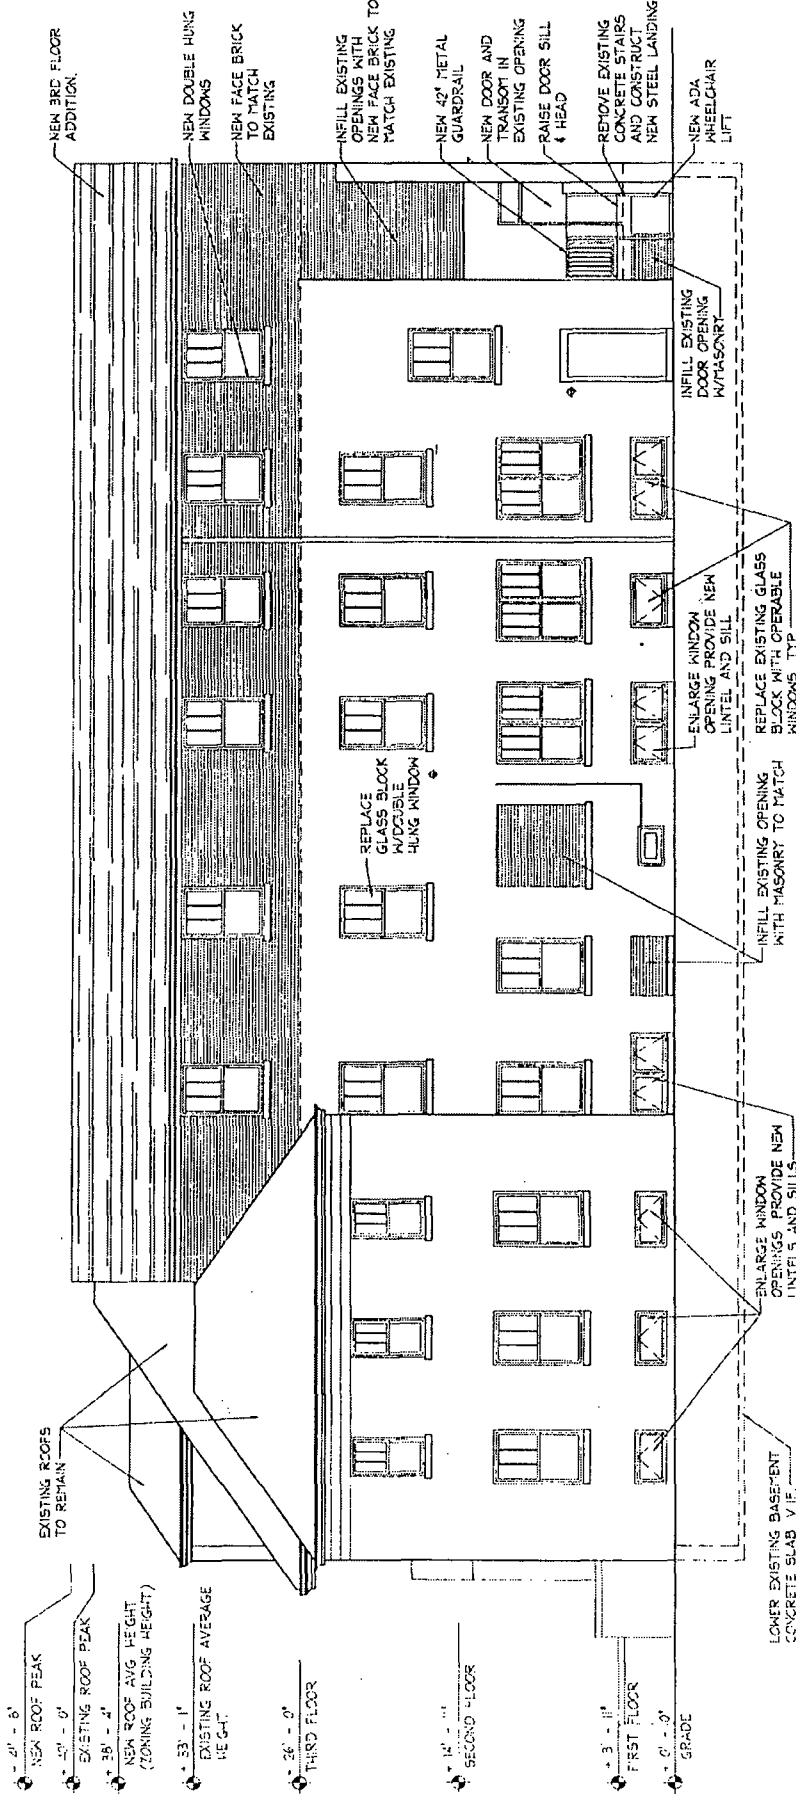 NEW 3RD FLOOR
ADDITION.
NEW DOUBLE HUNG
WINDOWS
NEW FACE BRICK
TO MATCH
EXISTING
INFILL EXISTING
OPENINGS WITH
NEW FACE BRICK TO
MATCH EXISTING
NEW 42" METAL
GUARDRAIL
NEW DOOR AND
TRANSOM IN
EXISTING OPENING
RAISE DOOR SILL
& HEAD
REMOVE EXISTING
CONCRETE STAIRS
AND CONSTRUCT
NEW STEEL LANDING
NEW ADA
WHEELCHAIR
LIFT
INFILL EXISTING
DOOR OPENING
W/MASONRY
REPLACE
GLASS BLOCK
W/DOUBLE
HUNG WINDOW
ENLARGE WINDOW
OPENING PROVIDE NEW
LINTEL AND SILL
REPLACE EXISTING GLASS
BLOCK WITH OPERABLE
WINDOWS TYP.
INFILL EXISTING OPENING
WITH MASONRY TO MATCH
ENLARGE WINDOW
OPENINGS PROVIDE NEW
LINTELS AND SILLS
LOWER EXISTING BASEMENT
CONCRETE SLAB V.I.F.
EXISTING ROOFS
TO REMAIN
NEW ROOF PEAK
EXISTING ROOF PEAK
+ 38' - 4"
NEW ROOF AVG HEIGHT
(ZONING BUILDING HEIGHT)
+ 33' - 1"
EXISTING ROOF AVERAGE
HEIGHT
+ 26' - 0"
THIRD FLOOR
SECOND FLOOR
+ 3' - 11"
FIRST FLOOR
+ 0' - 0"
GRADE